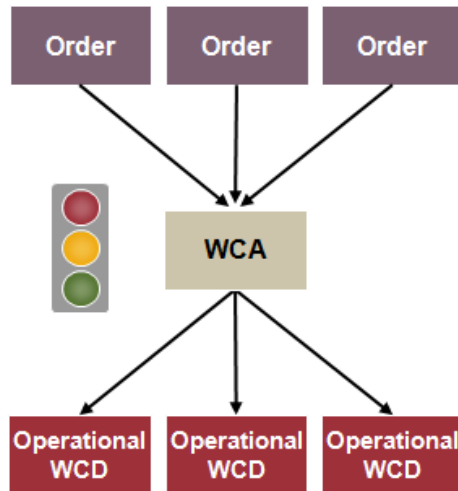 Order
Order
Order
WCA
Operational
WCD
Operational
WCD
Operational
WCD